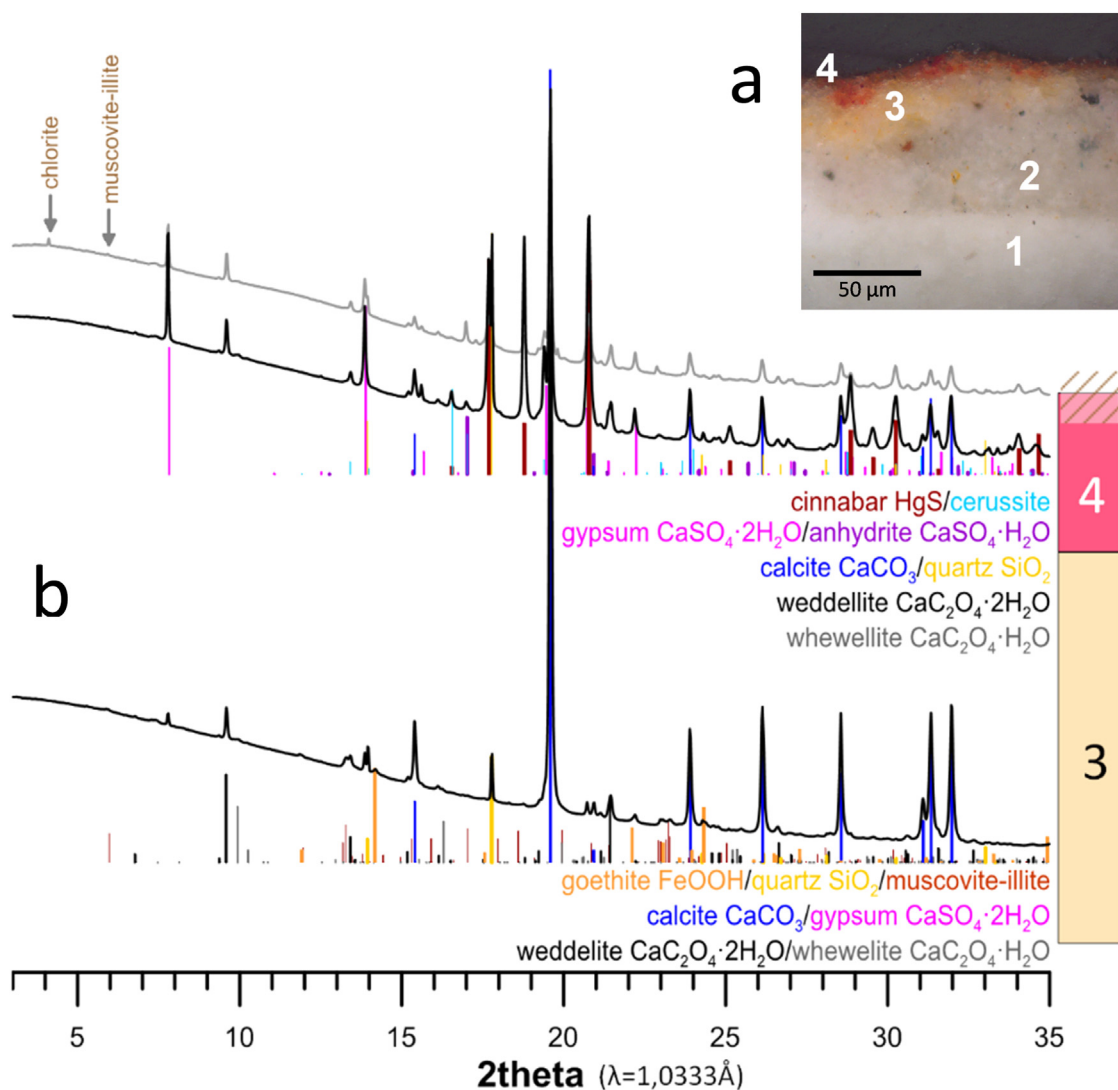 a
4
3
2
1
50 µm
chlorite
muscovite-illite
cinnabar HgS/cerussite
gypsum CaSO₄·2H₂O/anhydrite CaSO₄·H₂O
calcite CaCO₃/quartz SiO₂
weddellite CaC₂O₄·2H₂O
whewellite CaC₂O₄·H₂O
4
b
3
goethite FeOOH/quartz SiO₂/muscovite-illite
calcite CaCO₃/gypsum CaSO₄·2H₂O
weddelite CaC₂O₄·2H₂O/whewelite CaC₂O₄·H₂O
5 10 15 20 25 30 35
2theta (λ=1,0333Å)